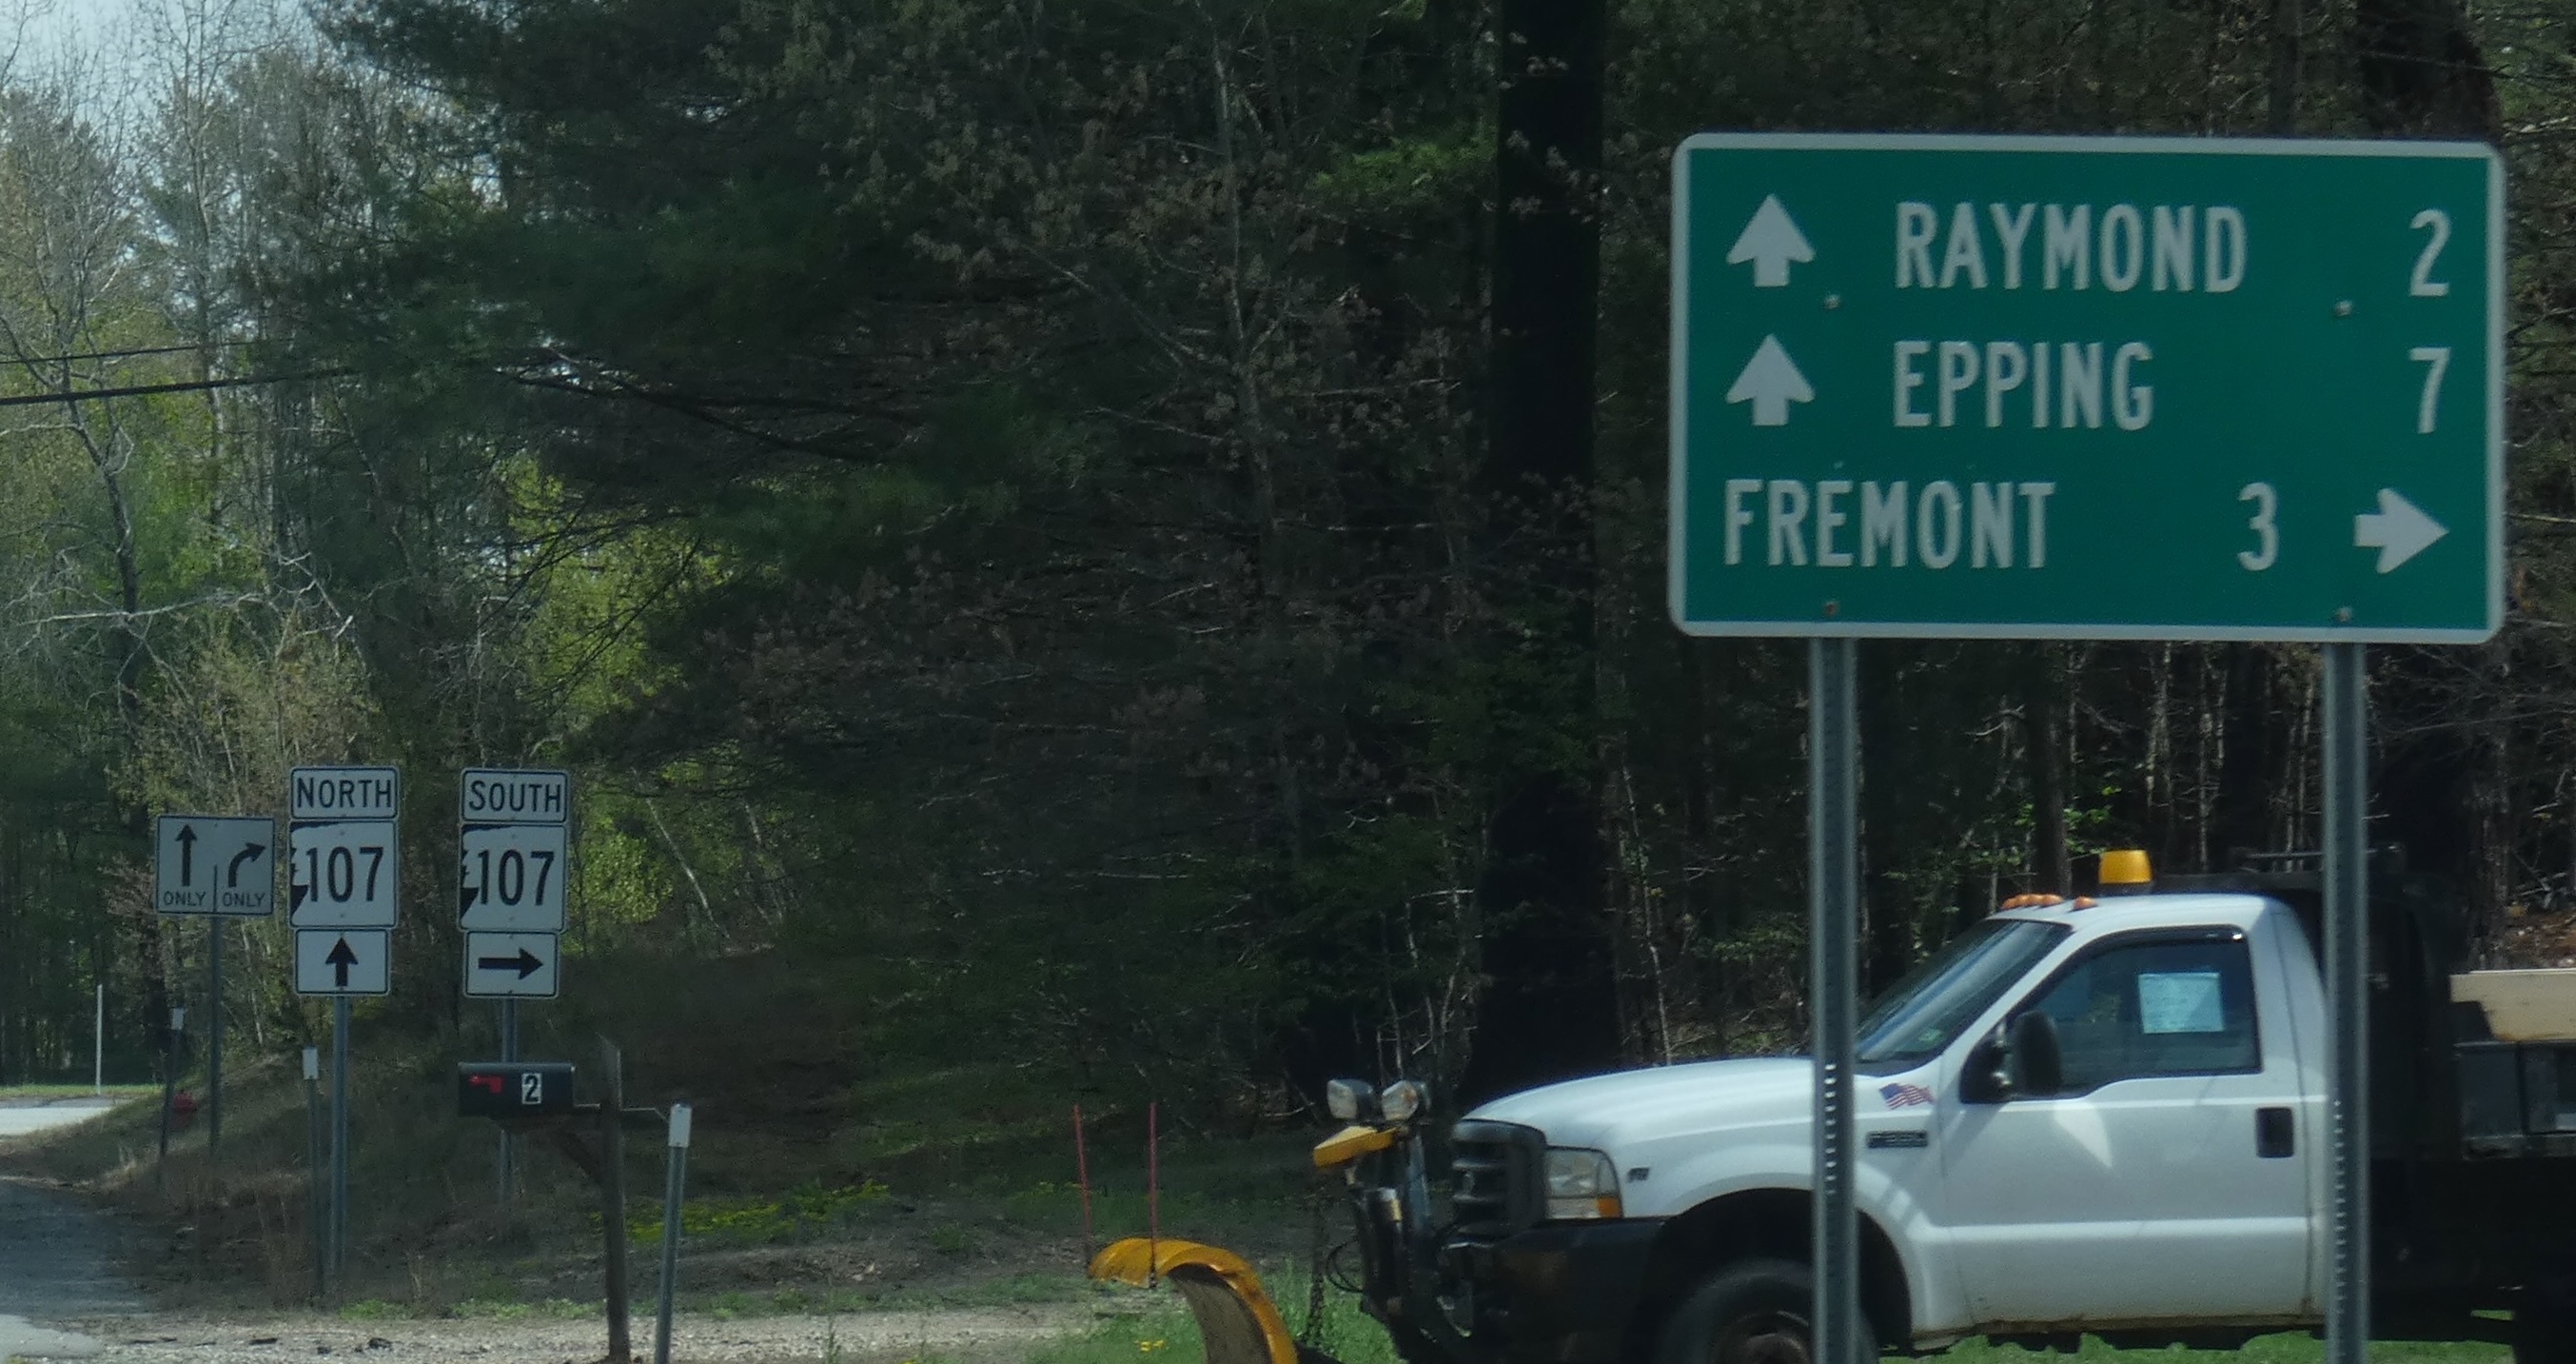 RAYMOND 2
EPPING 7
FREMONT 3
NORTH
107
SOUTH
107
ONLY ONLY
2